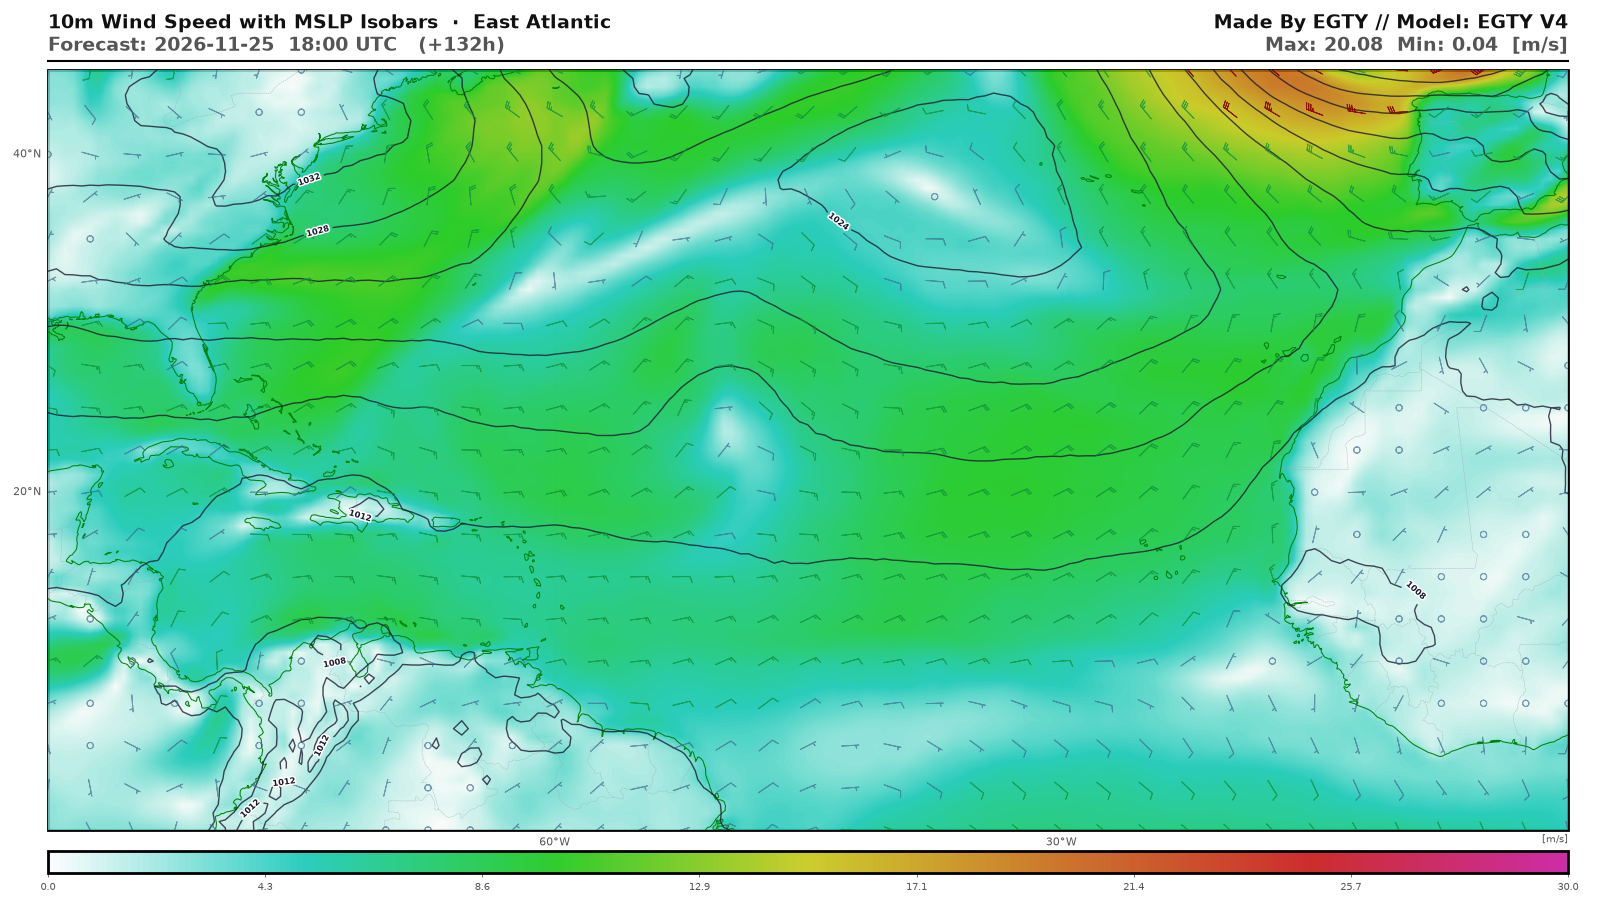 10m Wind Speed with MSLP Isobars · East Atlantic
Made By EGTY // Model: EGTY V4
Forecast: 2026-11-25 18:00 UTC (+132h)
Max: 20.08 Min: 0.04 [m/s]
40°N
1032
1024
1028
20°N
1012
1008
1008
1012
1012
1012
60°W
30°W
[m/s]
0.0
4.3
8.6
12.9
17.1
21.4
25.7
30.0